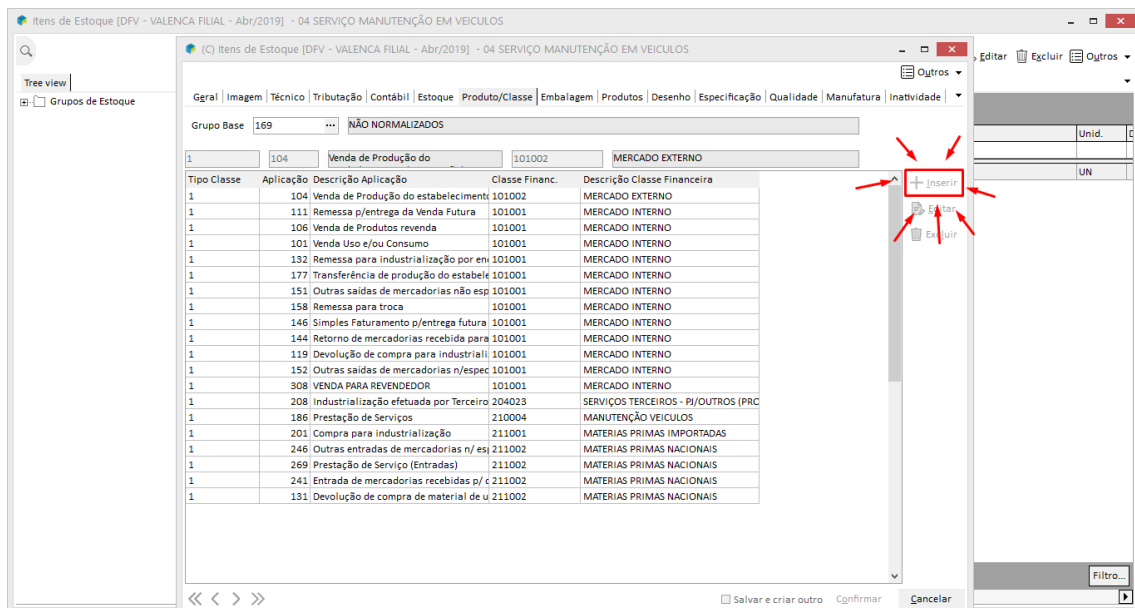 Itens de Estoque [DFV - VALENCA FILIAL - Abr/2019] - 04 SERVIÇO MANUTENÇÃO EM VEICULOS
(C) Itens de Estoque [DFV - VALENCA FILIAL - Abr/2019] - 04 SERVIÇO MANUTENÇÃO EM VEICULOS
Editar Excluir Outros
Outros
Tree view
Grupos de Estoque
Geral Imagem Técnico Tributação Contábil Estoque Produto/Classe Embalagem Produtos Desenho Especificação Qualidade Manufatura Inatividade
Grupo Base 169 ... NÃO NORMALIZADOS
Unid.
1 104 Venda de Produção do 101002 MERCADO EXTERNO
UN
Tipo Classe Aplicação Descrição Aplicação Classe Financ. Descrição Classe Financeira
Inserir
Editar
Excluir
1 104 Venda de Produção do estabelecimento 101002 MERCADO EXTERNO
1 111 Remessa p/entrega da Venda Futura 101001 MERCADO INTERNO
1 106 Venda de Produtos revenda 101001 MERCADO INTERNO
1 101 Venda Uso e/ou Consumo 101001 MERCADO INTERNO
1 132 Remessa para industrialização por en 101001 MERCADO INTERNO
1 177 Transferência de produção do estabele 101001 MERCADO INTERNO
1 151 Outras saídas de mercadorias não esp 101001 MERCADO INTERNO
1 158 Remessa para troca 101001 MERCADO INTERNO
1 146 Simples Faturamento p/entrega futura 101001 MERCADO INTERNO
1 144 Retorno de mercadorias recebida para 101001 MERCADO INTERNO
1 119 Devolução de compra para industriali 101001 MERCADO INTERNO
1 152 Outras saídas de mercadorias n/espec 101001 MERCADO INTERNO
1 308 VENDA PARA REVENDEDOR 101001 MERCADO INTERNO
1 208 Industrialização efetuada por Terceiro 204023 SERVIÇOS TERCEIROS - PJ/OUTROS (PRO
1 186 Prestação de Serviços 210004 MANUTENÇÃO VEICULOS
1 201 Compra para industrialização 211001 MATERIAS PRIMAS IMPORTADAS
1 246 Outras entradas de mercadorias n/ es 211002 MATERIAS PRIMAS NACIONAIS
1 269 Prestação de Serviço (Entradas) 211002 MATERIAS PRIMAS NACIONAIS
1 241 Entrada de mercadorias recebidas p/ 211002 MATERIAS PRIMAS NACIONAIS
1 131 Devolução de compra de material de u 211002 MATERIAS PRIMAS NACIONAIS
Filtro...
Salvar e criar outro Confirmar Cancelar